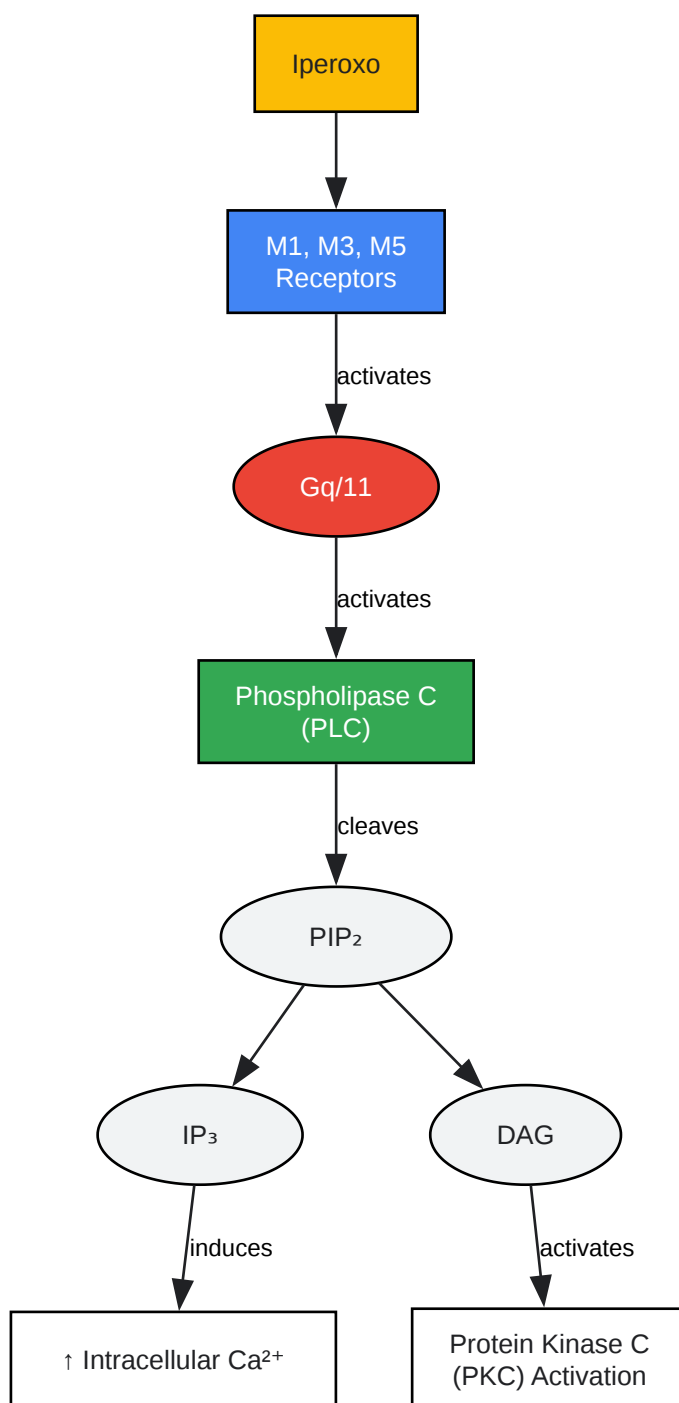 Iperoxo
M1, M3, M5
Receptors
activates
Gq/11
activates
Phospholipase C
(PLC)
cleaves
PIP₂
IP₃
DAG
induces
activates
↑ Intracellular Ca²⁺
Protein Kinase C
(PKC) Activation